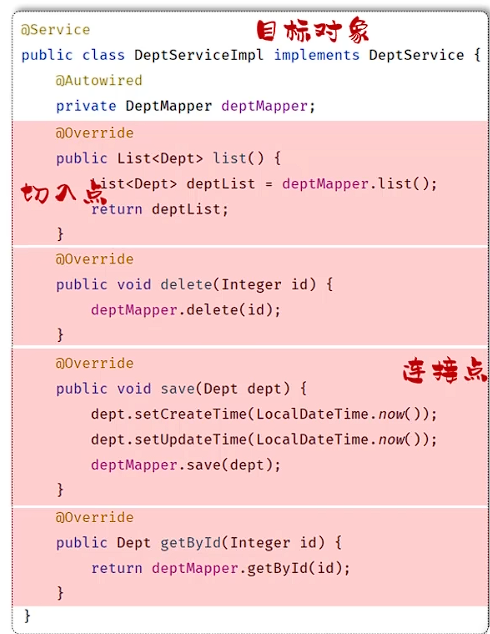 @Service
目标对象
public class DeptServiceImpl implements DeptService {
@Autowired
private DeptMapper deptMapper;
@Override
public List<Dept> list() {
切入点
List<Dept> deptList = deptMapper.list();
return deptList;
}
@Override
public void delete(Integer id) {
deptMapper.delete(id);
}
@Override
连接点
public void save(Dept dept) {
dept.setCreateTime(LocalDateTime.now());
dept.setUpdateTime(LocalDateTime.now());
deptMapper.save(dept);
}
@Override
public Dept getById(Integer id) {
return deptMapper.getById(id);
}
}